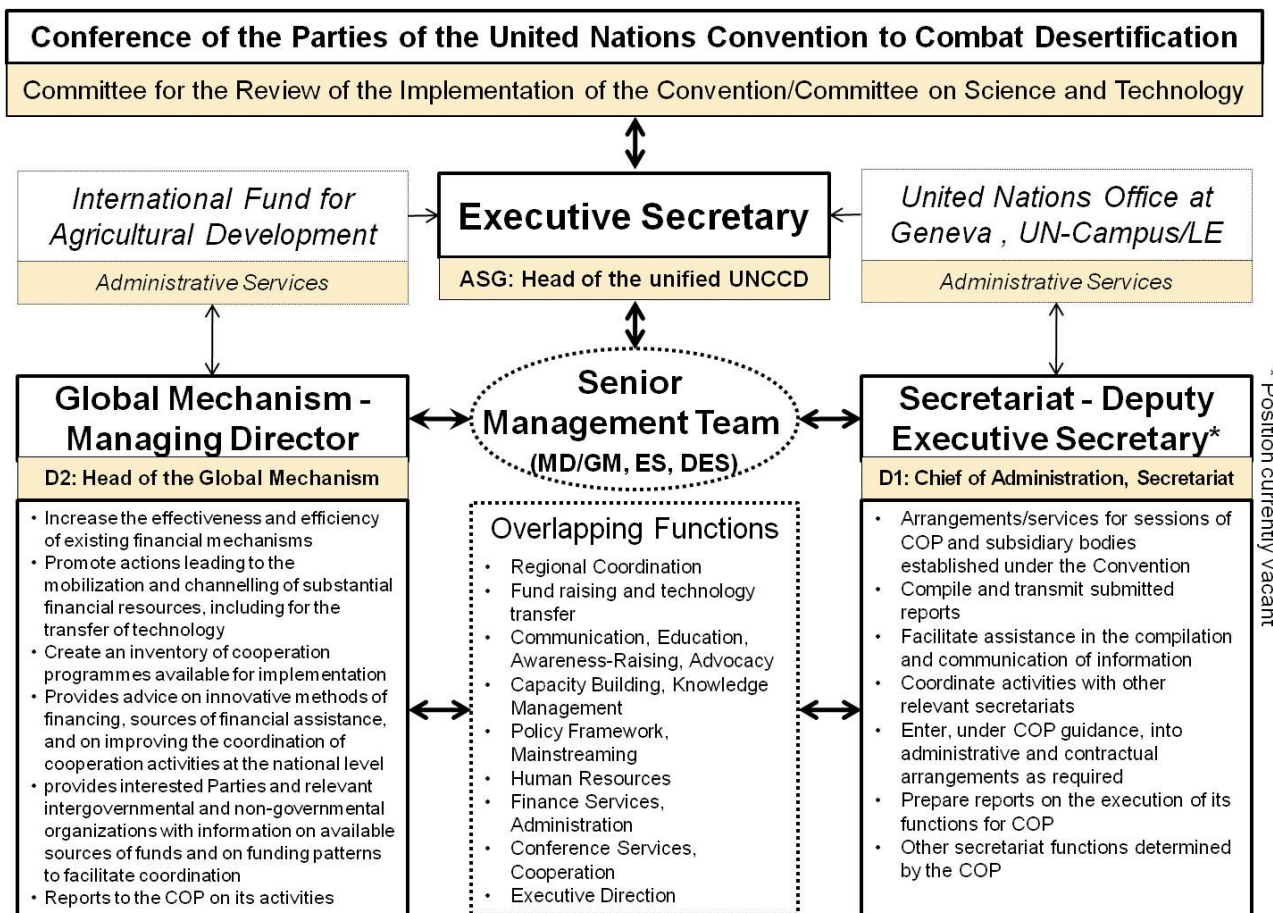 Conference of the Parties of the United Nations Convention to Combat Desertification
Committee for the Review of the Implementation of the Convention/Committee on Science and Technology
International Fund for
Agricultural Development
Administrative Services
Executive Secretary
ASG: Head of the unified UNCCD
United Nations Office at
Geneva , UN-Campus/LE
Administrative Services
Senior
Management Team
(MD/GM, ES, DES)
Global Mechanism -
Managing Director
D2: Head of the Global Mechanism
• Increase the effectiveness and efficiency
of existing financial mechanisms
• Promote actions leading to the
mobilization and channelling of substantial
financial resources, including for the
transfer of technology
• Create an inventory of cooperation
programmes available for implementation
• Provides advice on innovative methods of
financing, sources of financial assistance,
and on improving the coordination of
cooperation activities at the national level
• provides interested Parties and relevant
intergovernmental and non-governmental
organizations with information on available
sources of funds and on funding patterns
to facilitate coordination
• Reports to the COP on its activities
Overlapping Functions
• Regional Coordination
• Fund raising and technology
transfer
• Communication, Education,
Awareness-Raising, Advocacy
• Capacity Building, Knowledge
Management
• Policy Framework,
Mainstreaming
• Human Resources
• Finance Services,
Administration
• Conference Services,
Cooperation
• Executive Direction
Secretariat - Deputy
Executive Secretary*
D1: Chief of Administration, Secretariat
• Arrangements/services for sessions of
COP and subsidiary bodies
established under the Convention
• Compile and transmit submitted
reports
• Facilitate assistance in the compilation
and communication of information
• Coordinate activities with other
relevant secretariats
• Enter, under COP guidance, into
administrative and contractual
arrangements as required
• Prepare reports on the execution of its
functions for COP
• Other secretariat functions determined
by the COP
* Position currently vacant